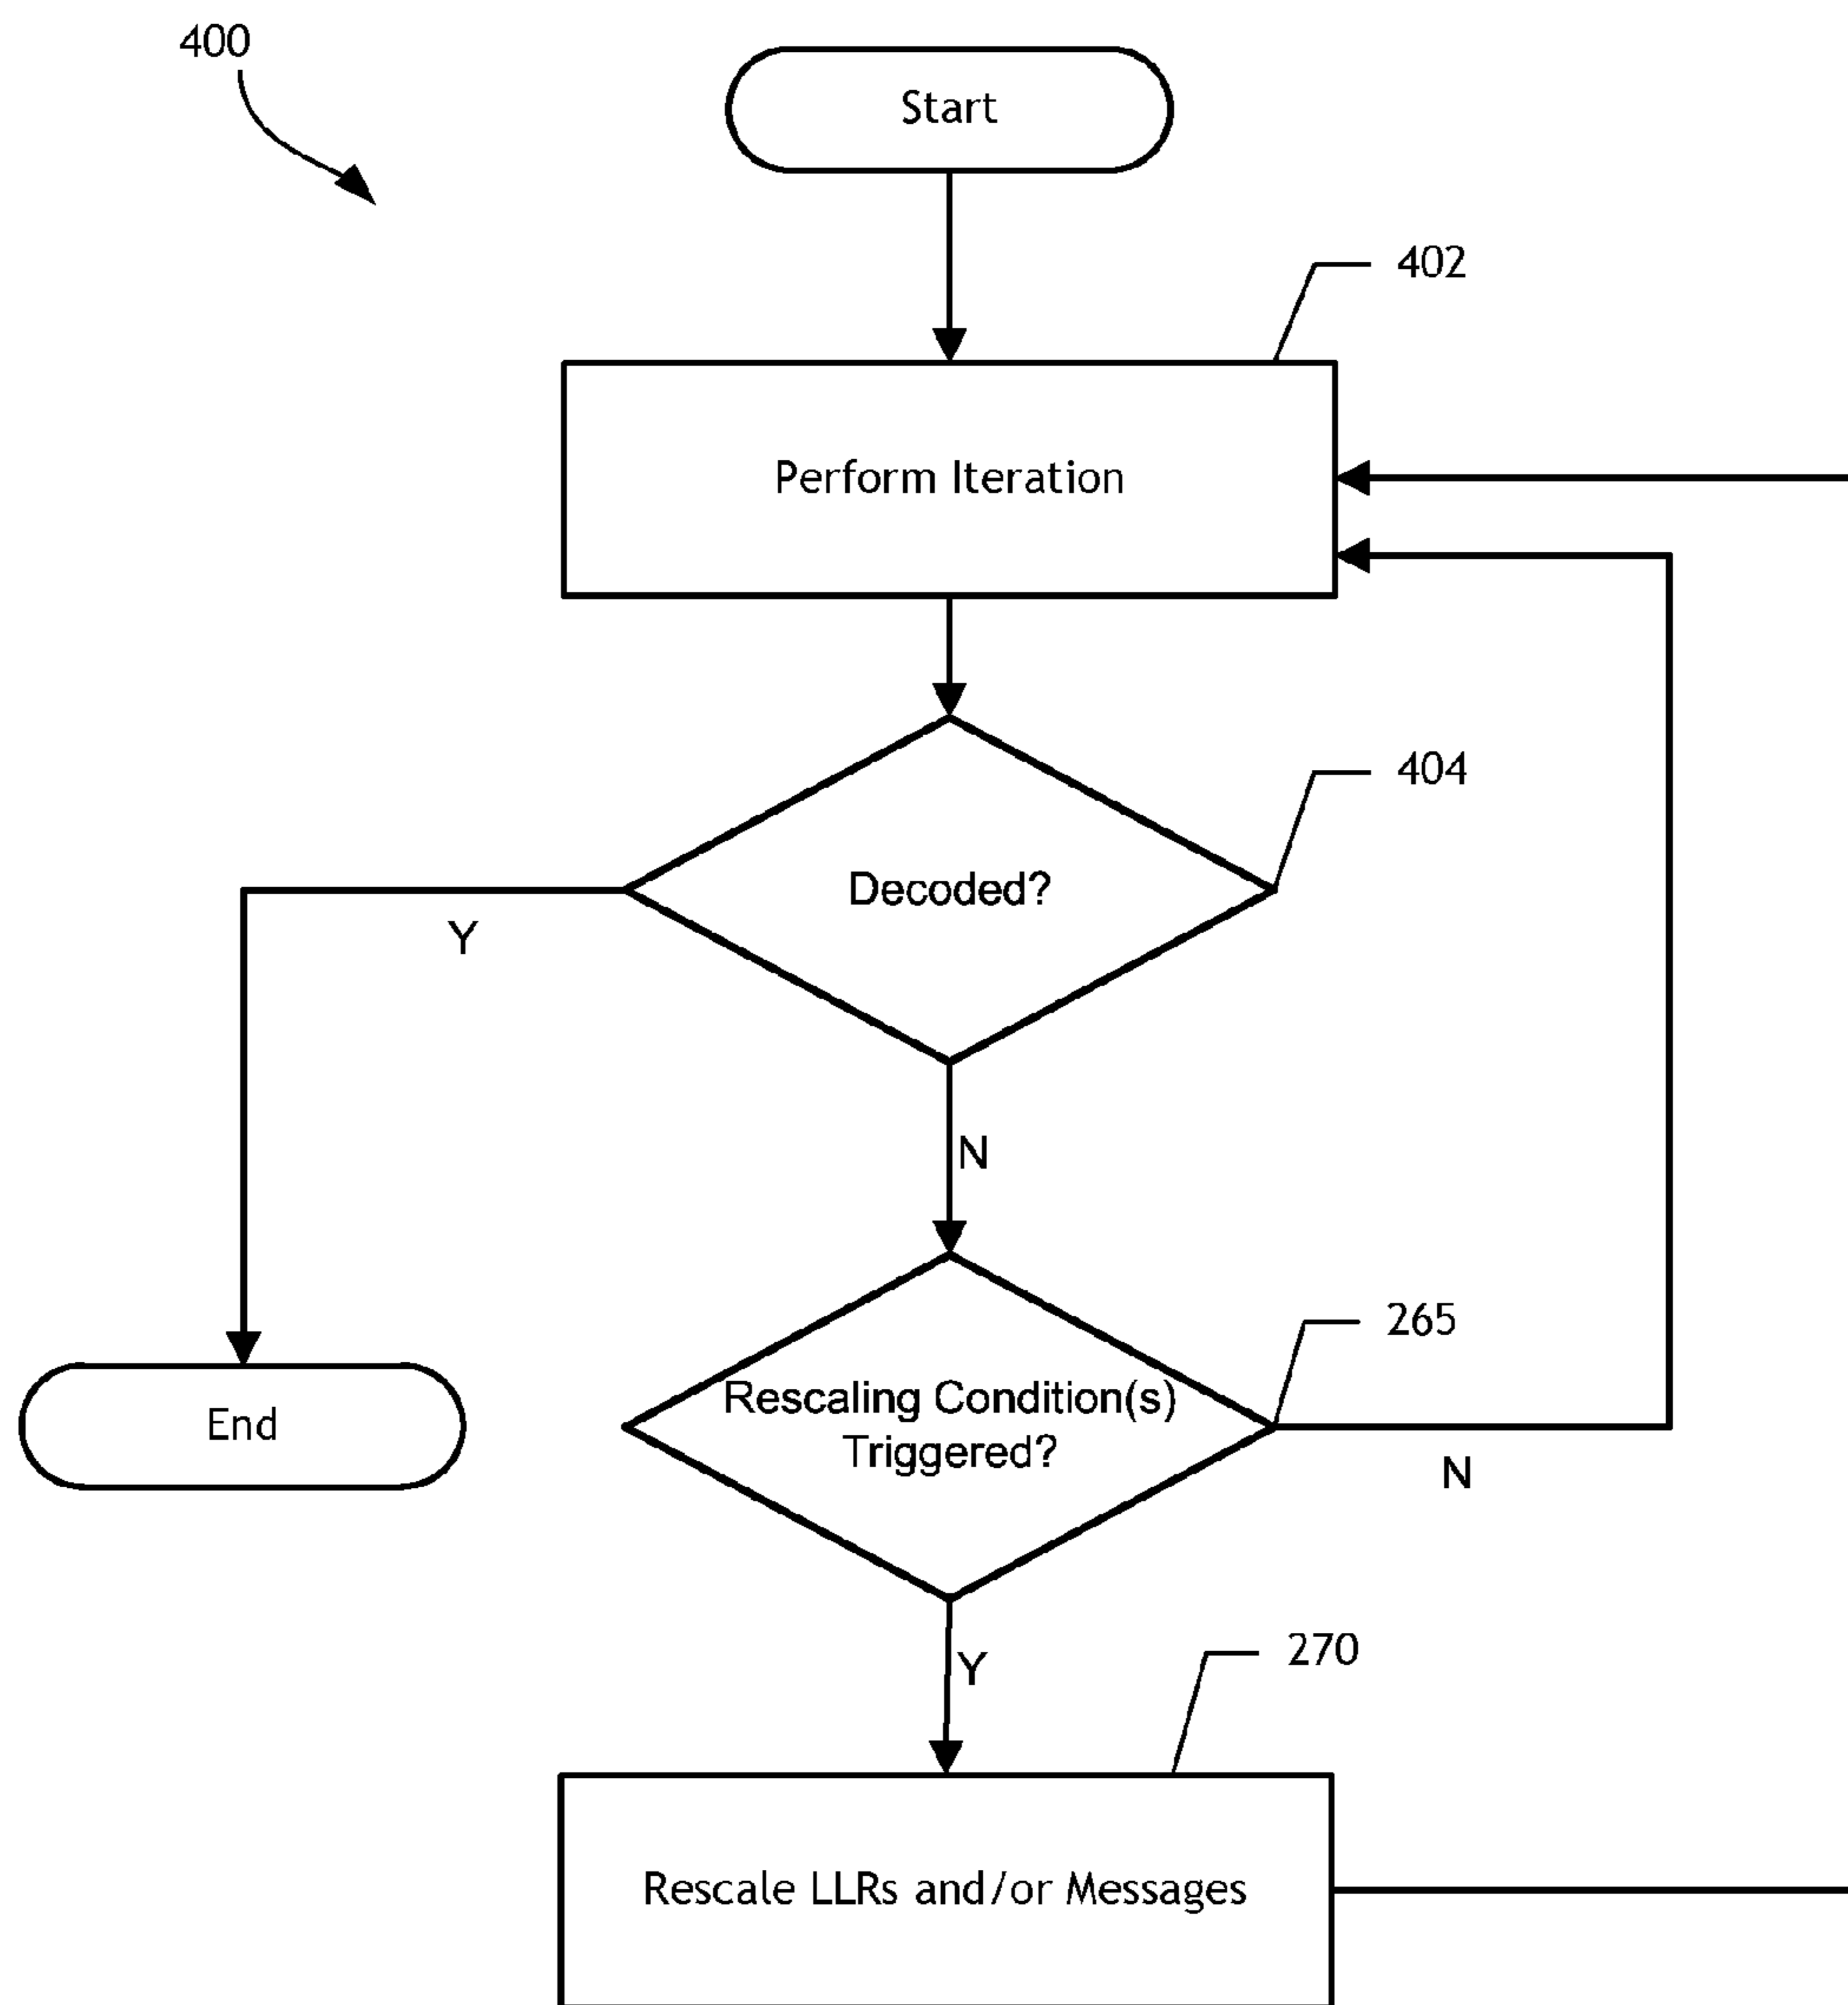 400
Start
402
Perform Iteration
404
Decoded?
Y
N
265
Rescaling Condition(s)
Triggered?
End
N
Y
270
Rescale LLRs and/or Messages